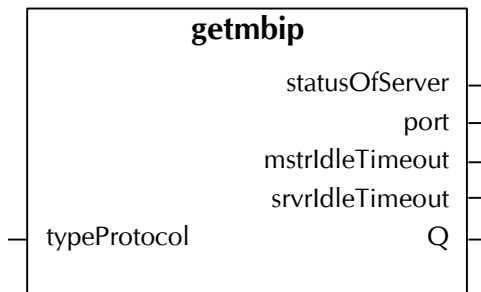 getmbip
statusOfServer
port
mstrIdleTimeout
srvrIdleTimeout
typeProtocol Q